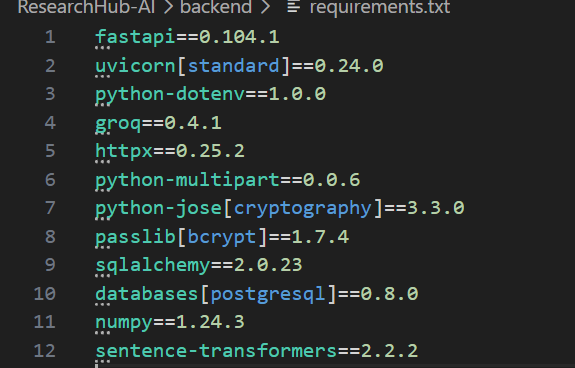 ResearchHub-AI > backend > requirements.txt
1 fastapi==0.104.1
2 uvicorn[standard]==0.24.0
3 python-dotenv==1.0.0
4 groq==0.4.1
5 httpx==0.25.2
6 python-multipart==0.0.6
7 python-jose[cryptography]==3.3.0
8 passlib[bcrypt]==1.7.4
9 sqlalchemy==2.0.23
10 databases[postgresql]==0.8.0
11 numpy==1.24.3
12 sentence-transformers==2.2.2